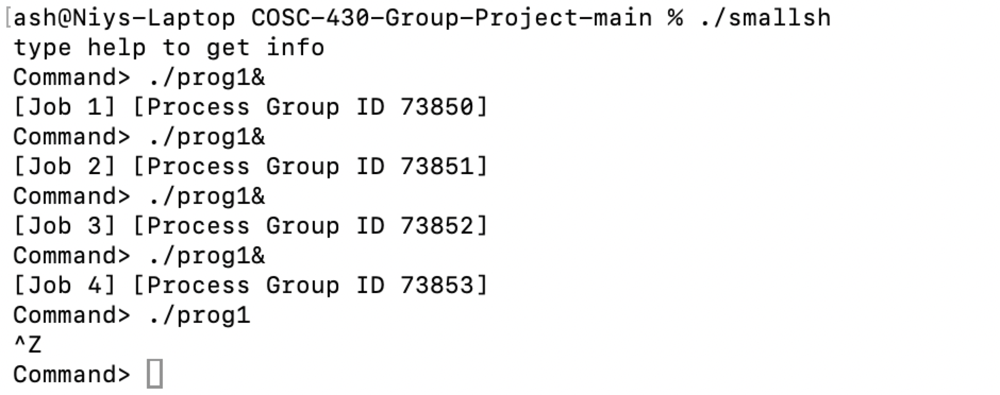 [ash@Niys-Laptop COSC-430-Group-Project-main % ./smallsh
type help to get info
Command> ./prog1&
[Job 1] [Process Group ID 73850]
Command> ./prog1&
[Job 2] [Process Group ID 73851]
Command> ./prog1&
[Job 3] [Process Group ID 73852]
Command> ./prog1&
[Job 4] [Process Group ID 73853]
Command> ./prog1
^Z
Command>